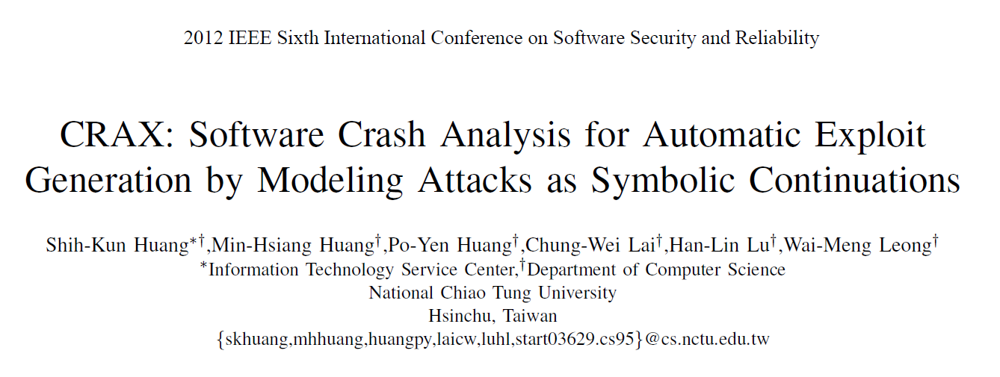 2012 IEEE Sixth International Conference on Software Security and Reliability
CRAX: Software Crash Analysis for Automatic Exploit
Generation by Modeling Attacks as Symbolic Continuations
Shih-Kun Huang*†,Min-Hsiang Huang†,Po-Yen Huang†,Chung-Wei Lai†,Han-Lin Lu†,Wai-Meng Leong†
*Information Technology Service Center,†Department of Computer Science
National Chiao Tung University
Hsinchu, Taiwan
{skhuang,mhhuang,huangpy,laicw,luhl,start03629.cs95}@cs.nctu.edu.tw